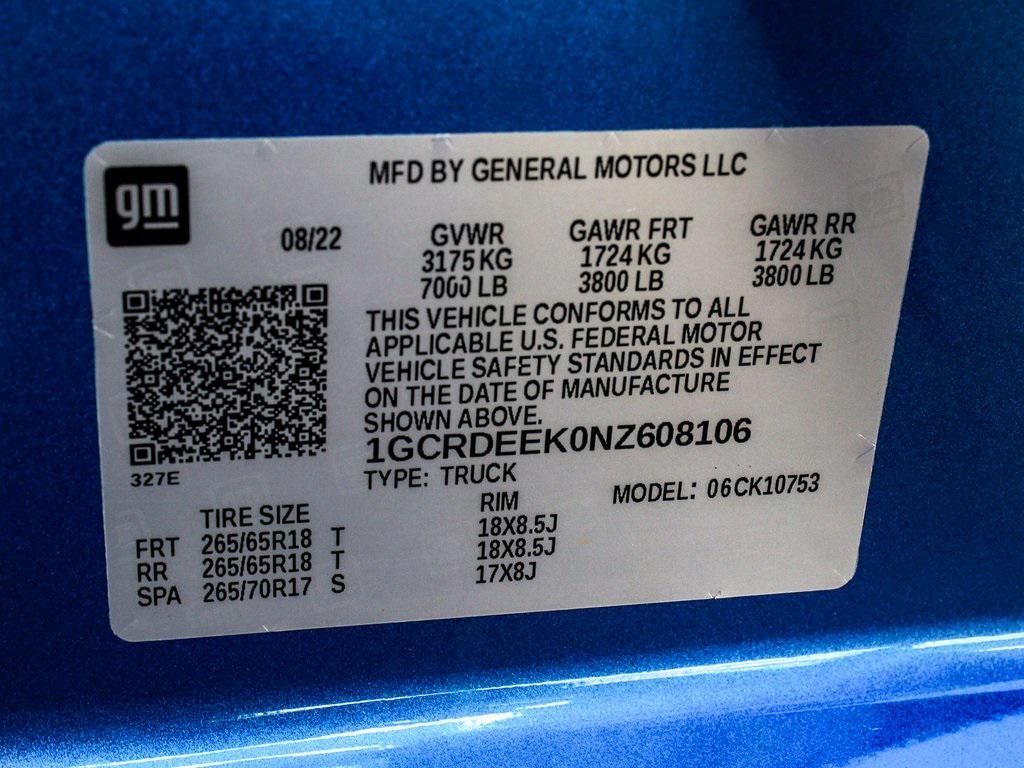 gm
MFD BY GENERAL MOTORS LLC
08/22
GVWR GAWR FRT GAWR RR
3175 KG 1724 KG 1724 KG
7000 LB 3800 LB 3800 LB
THIS VEHICLE CONFORMS TO ALL
APPLICABLE U.S. FEDERAL MOTOR
VEHICLE SAFETY STANDARDS IN EFFECT
ON THE DATE OF MANUFACTURE
SHOWN ABOVE.
1GCRDEEK0NZ608106
327E
TYPE: TRUCK
MODEL: 06CK10753
TIRE SIZE RIM
FRT 265/65R18 T 18X8.5J
RR 265/65R18 T 18X8.5J
SPA 265/70R17 S 17X8J